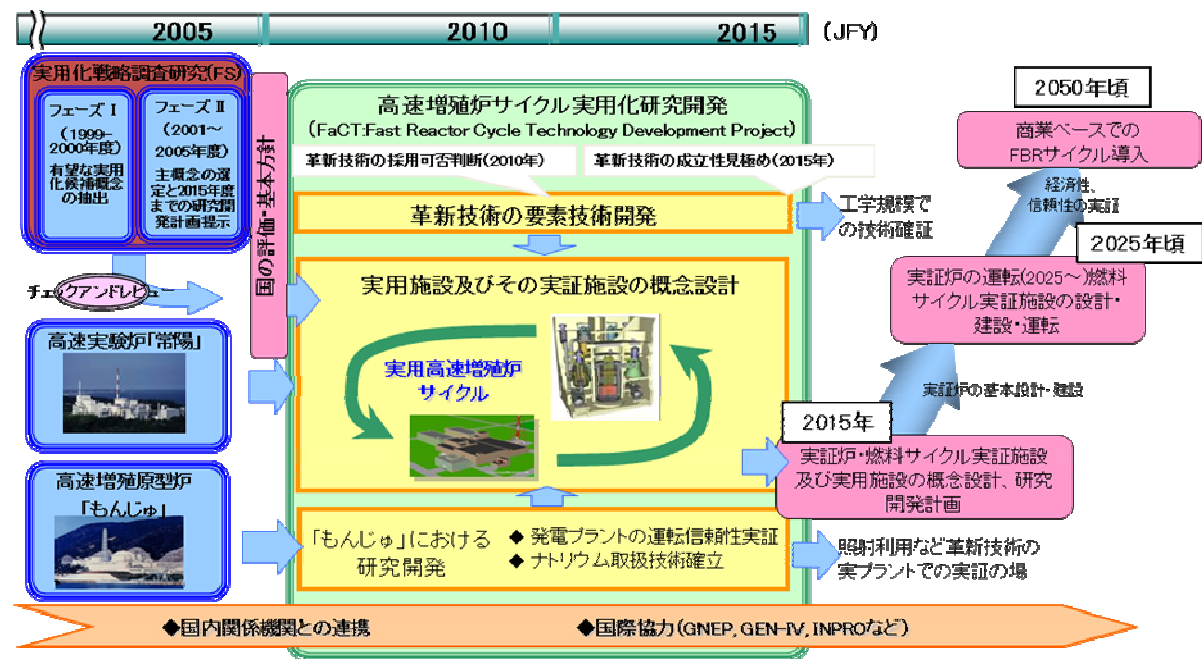 2005
2010
2015
(JFY)
実用化戦略調査研究(FS)
フェーズⅠ
(1999-
2000年度)
有望な実用
化候補概念
の抽出
フェーズⅡ
(2001～
2005年度)
主概念の選
定と2015年度
までの研究開
発計画提示
国の評価・基本方針
チェックアンドレビュー
高速実験炉「常陽」
高速増殖原型炉
「もんじゅ」
高速増殖炉サイクル実用化研究開発
(FaCT:Fast Reactor Cycle Technology Development Project)
革新技術の採用可否判断(2010年)
革新技術の成立性見極め(2015年)
革新技術の要素技術開発
工学規模で
の技術確証
実用施設及びその実証施設の概念設計
実用高速増殖炉
サイクル
「もんじゅ」における
研究開発
◆ 発電プラントの運転信頼性実証
◆ ナトリウム取扱技術確立
照射利用など革新技術の
実プラントでの実証の場
2015年
実証炉・燃料サイクル実証施設
及び実用施設の概念設計、研究
開発計画
実証炉の基本設計・建設
2025年頃
実証炉の運転(2025～)燃料
サイクル実証施設の設計・
建設・運転
経済性、
信頼性の実証
2050年頃
商業ベースでの
FBRサイクル導入
◆国内関係機関との連携
◆国際協力(GNEP, GEN-Ⅳ, INPROなど)